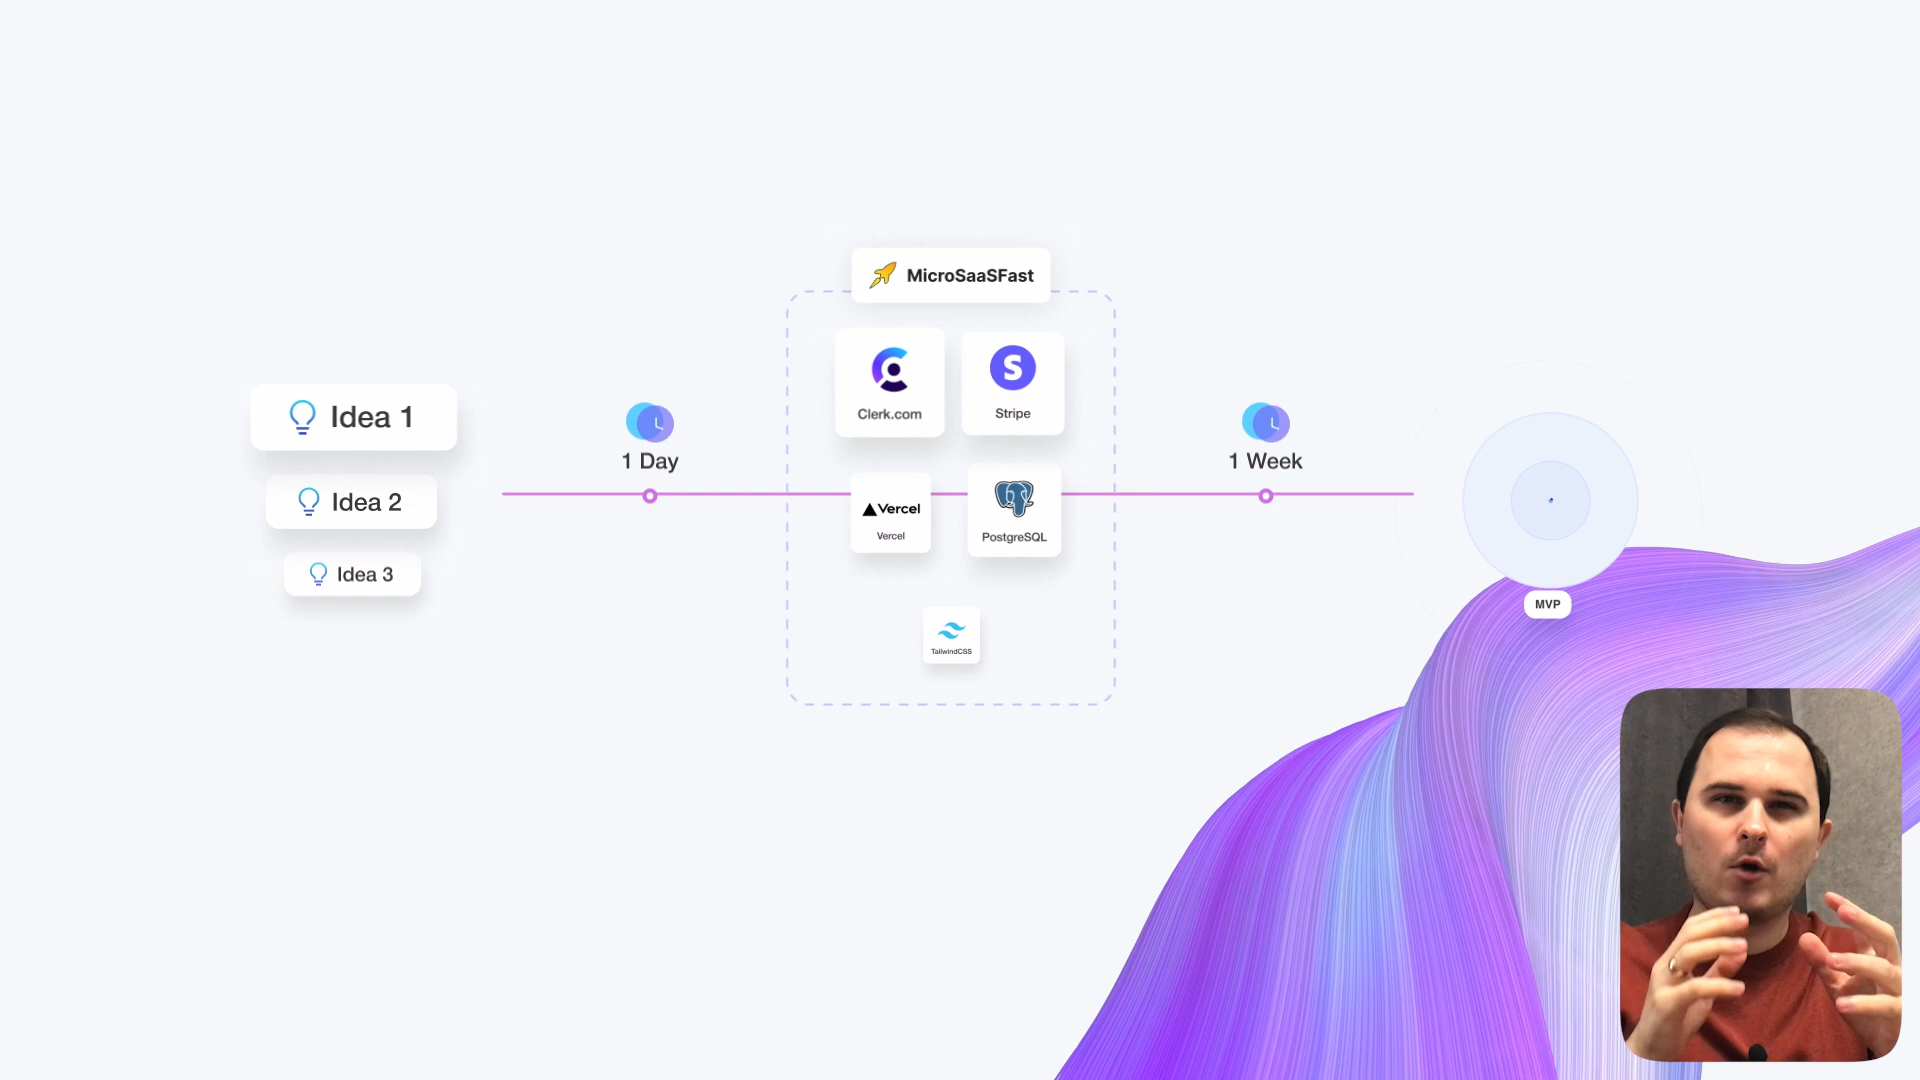 Idea 1
Idea 2
Idea 3
1 Day
MicroSaaSFast
Clerk.com
S
Stripe
Vercel
Vercel
PostgreSQL
TailwindCSS
1 Week
MVP